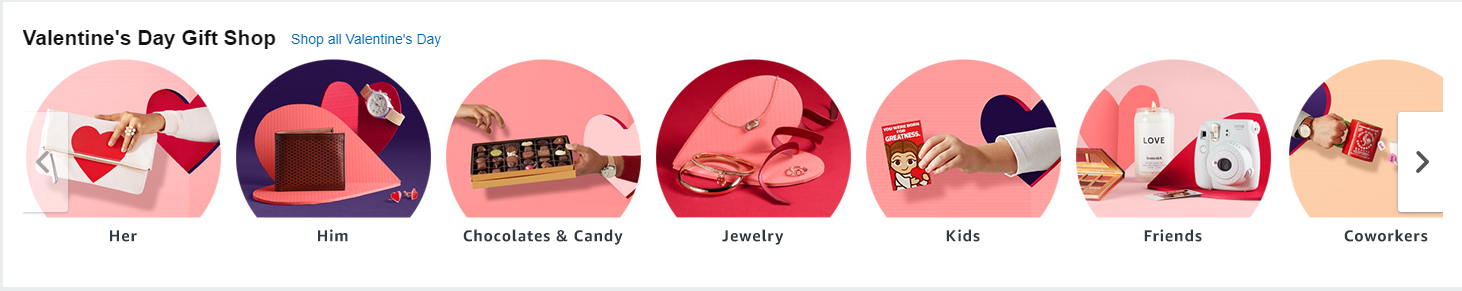 Valentine's Day Gift Shop Shop all Valentine's Day
YOU WERE BORN
FOR
GREATNESS.
LOVE
Her
Him
Chocolates & Candy
Jewelry
Kids
Friends
Coworkers